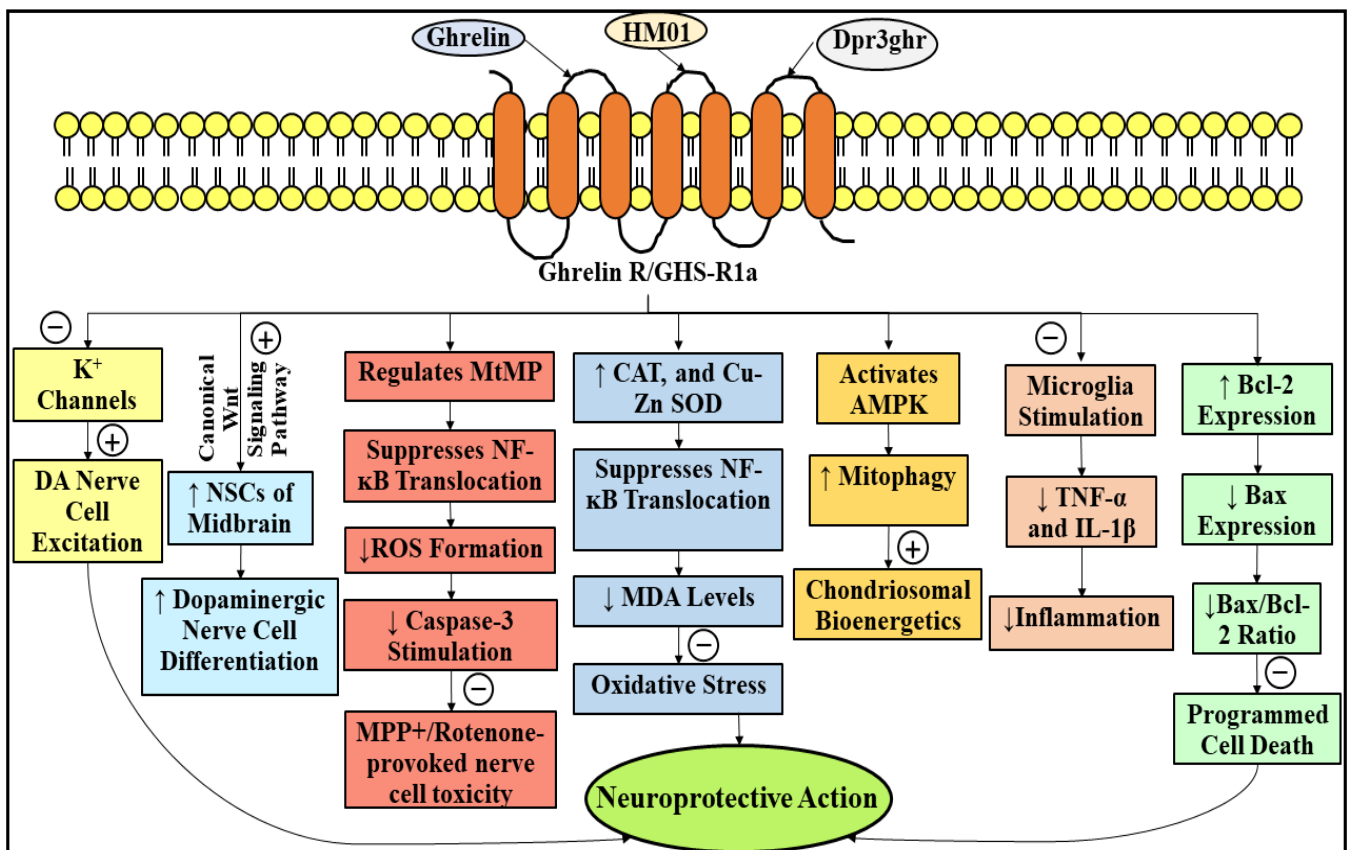 Ghrelin
HM01
Dpr3ghr
Ghrelin R/GHS-R1a
−
K+
Channels
+
DA Nerve
Cell
Excitation
Canonical
Wnt
Signaling
Pathway
+
↑ NSCs of
Midbrain
↑ Dopaminergic
Nerve Cell
Differentiation
Regulates MtMP
Suppresses NF-
κB Translocation
↓ROS Formation
↓ Caspase-3
Stimulation
−
MPP+/Rotenone-
provoked nerve
cell toxicity
↑ CAT, and Cu-
Zn SOD
Suppresses NF-
κB Translocation
↓ MDA Levels
−
Oxidative Stress
Activates
AMPK
↑ Mitophagy
+
Chondriosomal
Bioenergetics
−
Microglia
Stimulation
↓ TNF-α
and IL-1β
↓Inflammation
↑ Bcl-2
Expression
↓ Bax
Expression
↓Bax/Bcl-
2 Ratio
−
Programmed
Cell Death
Neuroprotective Action